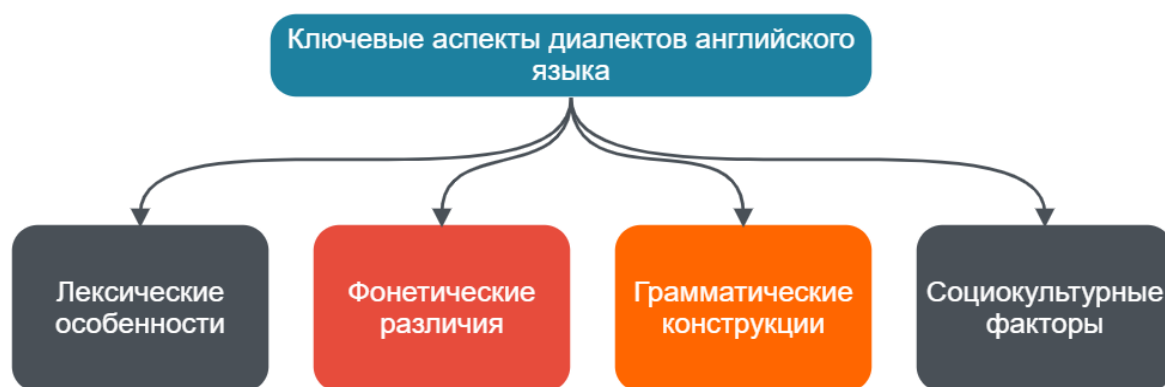 Ключевые аспекты диалектов английского
языка
Лексические
особенности
Фонетические
различия
Грамматические
конструкции
Социокультурные
факторы